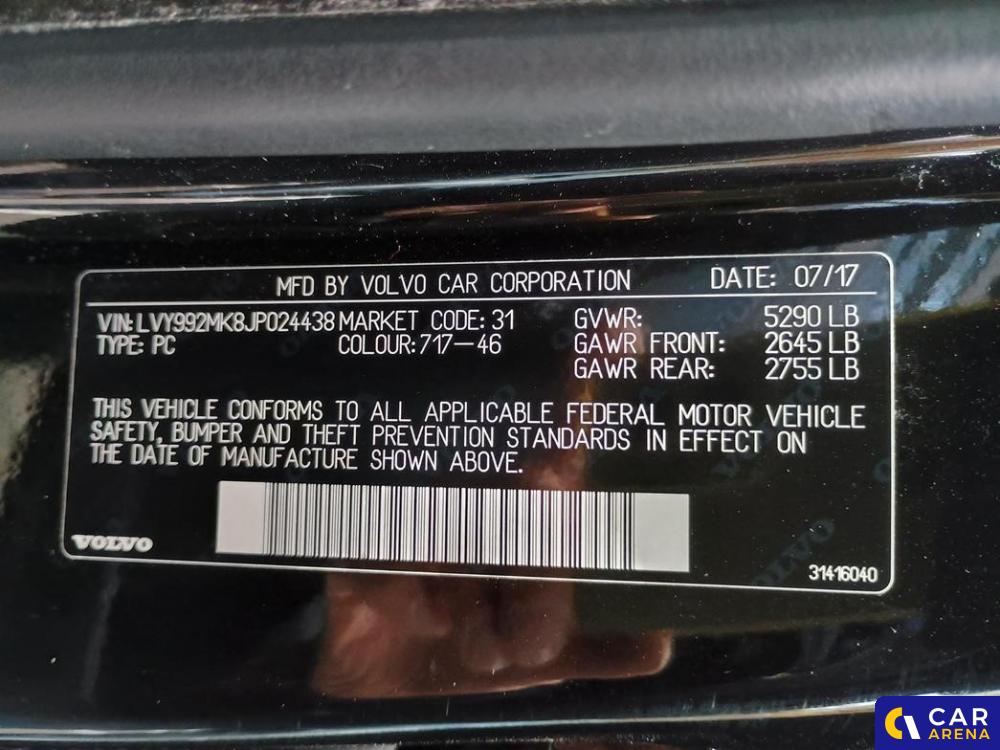 MFD BY VOLVO CAR CORPORATION DATE: 07/17
VIN: LVY992MK8JP024438 MARKET CODE: 31 GVWR: 5290 LB
TYPE: PC COLOUR: 717-46 GAWR FRONT: 2645 LB
GAWR REAR: 2755 LB
THIS VEHICLE CONFORMS TO ALL APPLICABLE FEDERAL MOTOR VEHICLE
SAFETY, BUMPER AND THEFT PREVENTION STANDARDS IN EFFECT ON
THE DATE OF MANUFACTURE SHOWN ABOVE.
VOLVO
31416040
CAR
ARENA